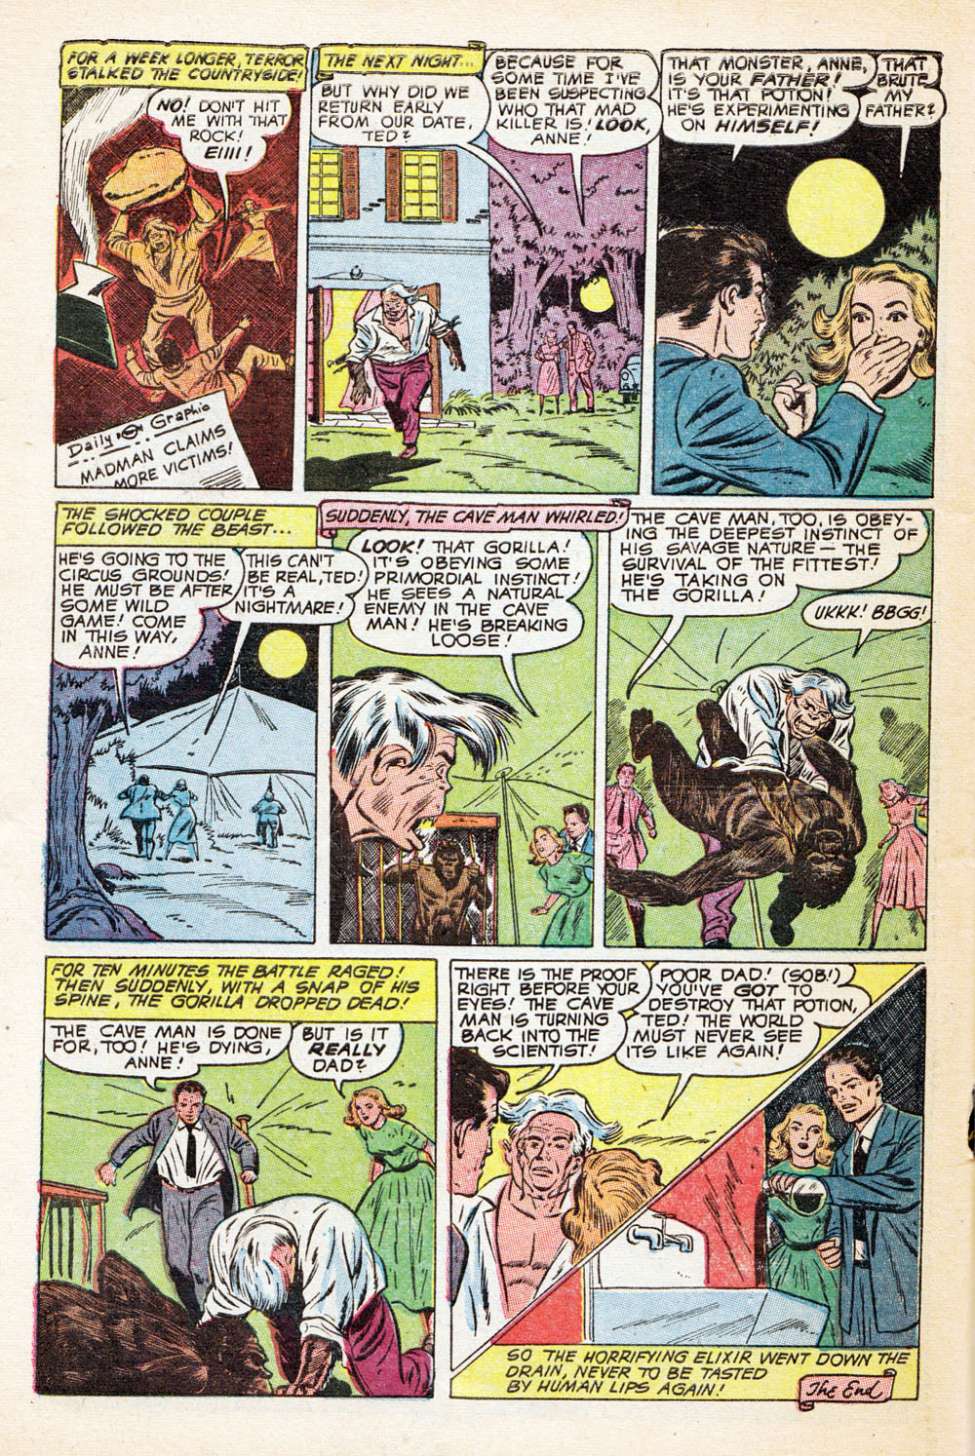 FOR A WEEK LONGER, TERROR
STALKED THE COUNTRYSIDE!
NO! DON'T HIT
ME WITH THAT
ROCK!
EIIII!
Daily Graphic
MADMAN CLAIMS
MORE VICTIMS!
THE NEXT NIGHT...
BUT WHY DID WE
RETURN EARLY
FROM OUR DATE,
TED?
BECAUSE FOR
SOME TIME I'VE
BEEN SUSPECTING
WHO THAT MAD
KILLER IS! LOOK,
ANNE!
THAT MONSTER, ANNE,
IS YOUR FATHER!
IT'S THAT POTION!
HE'S EXPERIMENTING
ON HIMSELF!
THAT
BRUTE
MY
FATHER?
THE SHOCKED COUPLE
FOLLOWED THE BEAST...
HE'S GOING TO THE
CIRCUS GROUNDS!
HE MUST BE AFTER
SOME WILD
GAME! COME
IN THIS WAY,
ANNE!
THIS CAN'T
BE REAL, TED!
IT'S A
NIGHTMARE!
SUDDENLY, THE CAVE MAN WHIRLED!
LOOK! THAT GORILLA!
IT'S OBEYING SOME
PRIMORDIAL INSTINCT!
HE SEES A NATURAL
ENEMY IN THE CAVE
MAN! HE'S BREAKING
LOOSE!
THE CAVE MAN, TOO, IS OBEY-
ING THE DEEPEST INSTINCT OF
HIS SAVAGE NATURE — THE
SURVIVAL OF THE FITTEST!
HE'S TAKING ON
THE GORILLA!
UKKK! BBGG!
FOR TEN MINUTES THE BATTLE RAGED!
THEN SUDDENLY, WITH A SNAP OF HIS
SPINE, THE GORILLA DROPPED DEAD!
THE CAVE MAN IS DONE
FOR, TOO! HE'S DYING,
ANNE!
BUT IS IT
REALLY
DAD?
THERE IS THE PROOF
RIGHT BEFORE YOUR
EYES! THE CAVE
MAN IS TURNING
BACK INTO THE
SCIENTIST!
POOR DAD! (SOB!)
YOU'VE GOT TO
DESTROY THAT POTION,
TED! THE WORLD
MUST NEVER SEE
ITS LIKE AGAIN!
SO THE HORRIFYING ELIXIR WENT DOWN THE
DRAIN, NEVER TO BE TASTED
BY HUMAN LIPS AGAIN!
The End